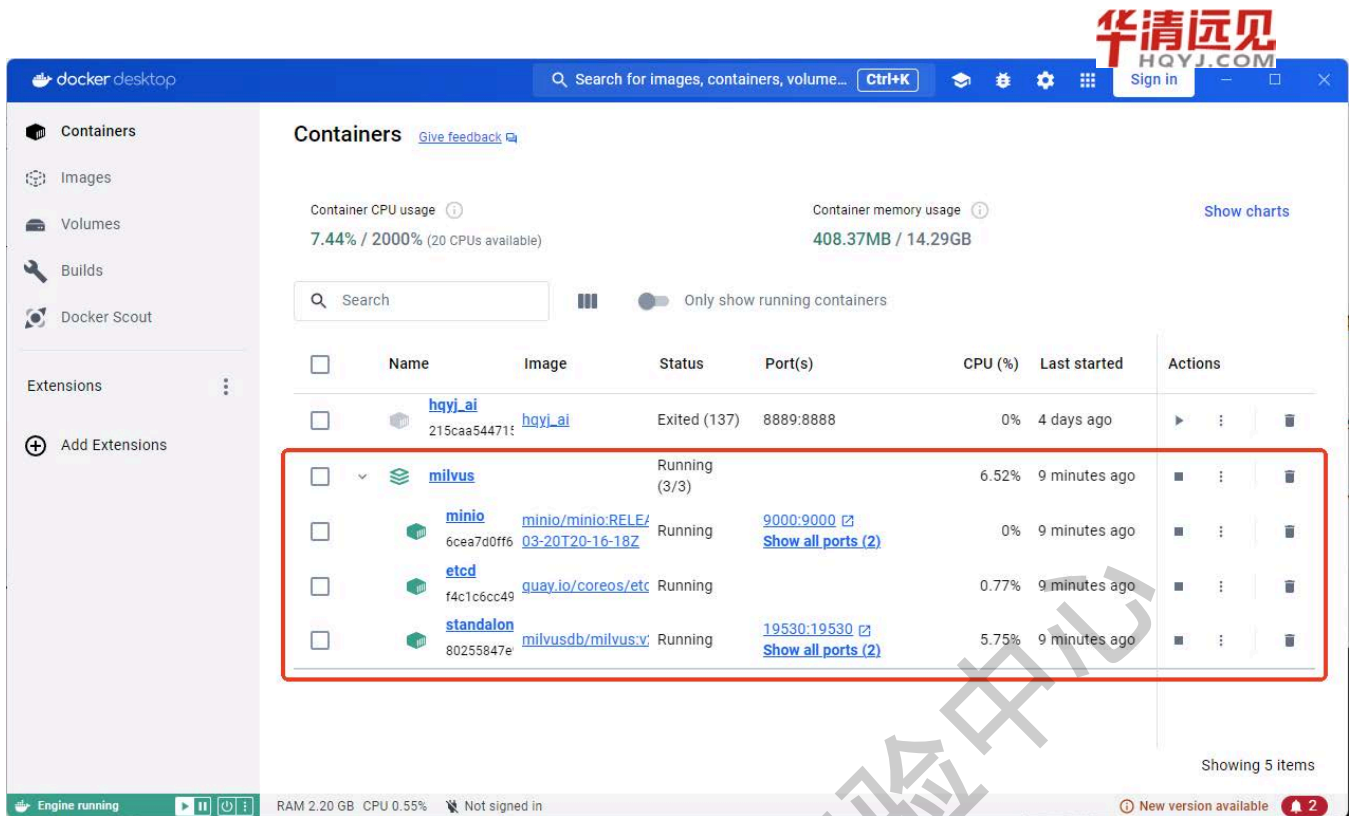 华清远见
HQYJ.COM
docker desktop
Search for images, containers, volume... Ctrl+K
Sign in
Containers
Images
Volumes
Builds
Docker Scout
Extensions
Add Extensions
Containers Give feedback
Container CPU usage
7.44% / 2000% (20 CPUs available)
Container memory usage
408.37MB / 14.29GB
Show charts
Search
Only show running containers
Name Image Status Port(s) CPU (%) Last started Actions
hqyj_ai
215caa544715
hqyj_ai Exited (137) 8889:8888 0% 4 days ago
milvus Running
(3/3)
6.52% 9 minutes ago
minio
6cea7d0ff6
minio/minio:RELEA
03-20T20-16-18Z
Running 9000:9000
Show all ports (2)
0% 9 minutes ago
etcd
f4c1c6cc49
quay.io/coreos/etc Running 0.77% 9 minutes ago
standalon
80255847e
milvusdb/milvus:v Running 19530:19530
Show all ports (2)
5.75% 9 minutes ago
Showing 5 items
Engine running
RAM 2.20 GB CPU 0.55% Not signed in
New version available 2
验中心